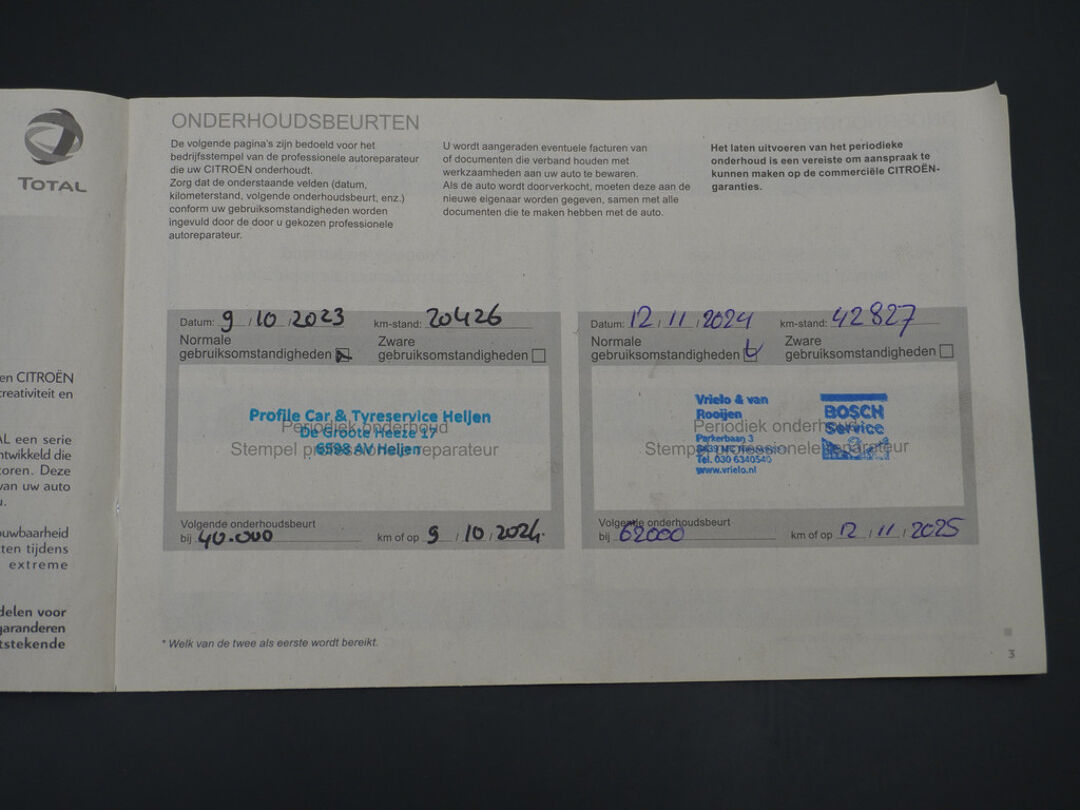 TOTAL
en CITROËN
creativiteit en
AL een serie
ntwikkeld die
toren. Deze
van uw auto
u.
ouwbaarheid
ten tijdens
extreme
delen voor
garanderen
tstekende
ONDERHOUDSBEURTEN
De volgende pagina's zijn bedoeld voor het
bedrijfsstempel van de professionele autoreparateur
die uw CITROËN onderhoudt.
Zorg dat de onderstaande velden (datum,
kilometerstand, volgende onderhoudsbeurt, enz.)
conform uw gebruiksomstandigheden worden
ingevuld door de door u gekozen professionele
autoreparateur.
U wordt aangeraden eventuele facturen van
of documenten die verband houden met
werkzaamheden aan uw auto te bewaren.
Als de auto wordt doorverkocht, moeten deze aan de
nieuwe eigenaar worden gegeven, samen met alle
documenten die te maken hebben met de auto.
Het laten uitvoeren van het periodieke
onderhoud is een vereiste om aanspraak te
kunnen maken op de commerciële CITROËN-
garanties.
Datum: 9 / 10 / 2023 km-stand: 20426
Normale
gebruiksomstandigheden
Zware
gebruiksomstandigheden
Profile Car & Tyreservice Heijen
Periodiek onderhoud
De Groote Heeze 17
Stempel professionele reparateur
6598 AV Heijen
Volgende onderhoudsbeurt
bij 40.000 km of op 9 / 10 / 2024.
Datum: 12 / 11 / 2024 km-stand: 42827
Normale
gebruiksomstandigheden
Zware
gebruiksomstandigheden
Vrielo & van
Rooijen
BOSCH
Service
Periodiek onderhoud
Parkerbaan 3
Stempel professionele reparateur
Tel. 030 6340540
www.vrielo.nl
Volgende onderhoudsbeurt
bij 62000 km of op 12 / 11 / 2025
* Welk van de twee als eerste wordt bereikt.
3